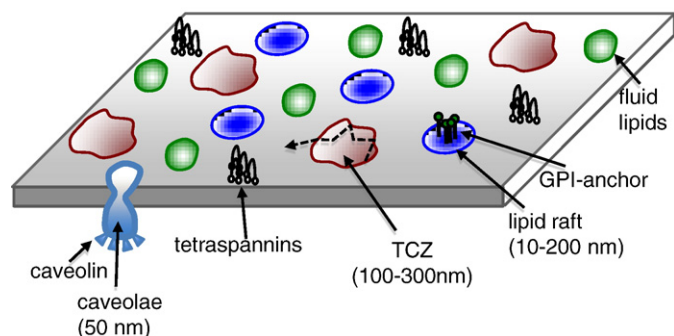 fluid
lipids
GPI-anchor
lipid raft
(10-200 nm)
TCZ
(100-300nm)
tetraspannins
caveolin
caveolae
(50 nm)